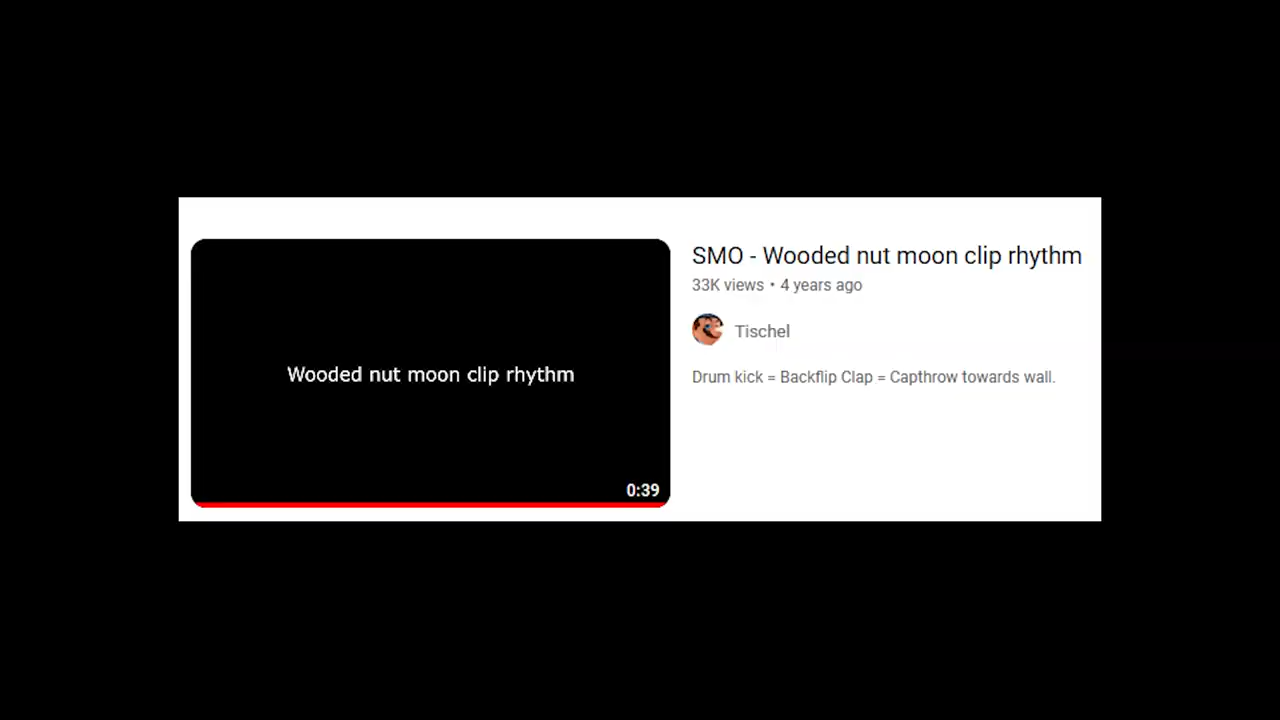 Wooded nut moon clip rhythm
0:39
SMO - Wooded nut moon clip rhythm
33K views • 4 years ago
Tischel
Drum kick = Backflip Clap = Capthrow towards wall.